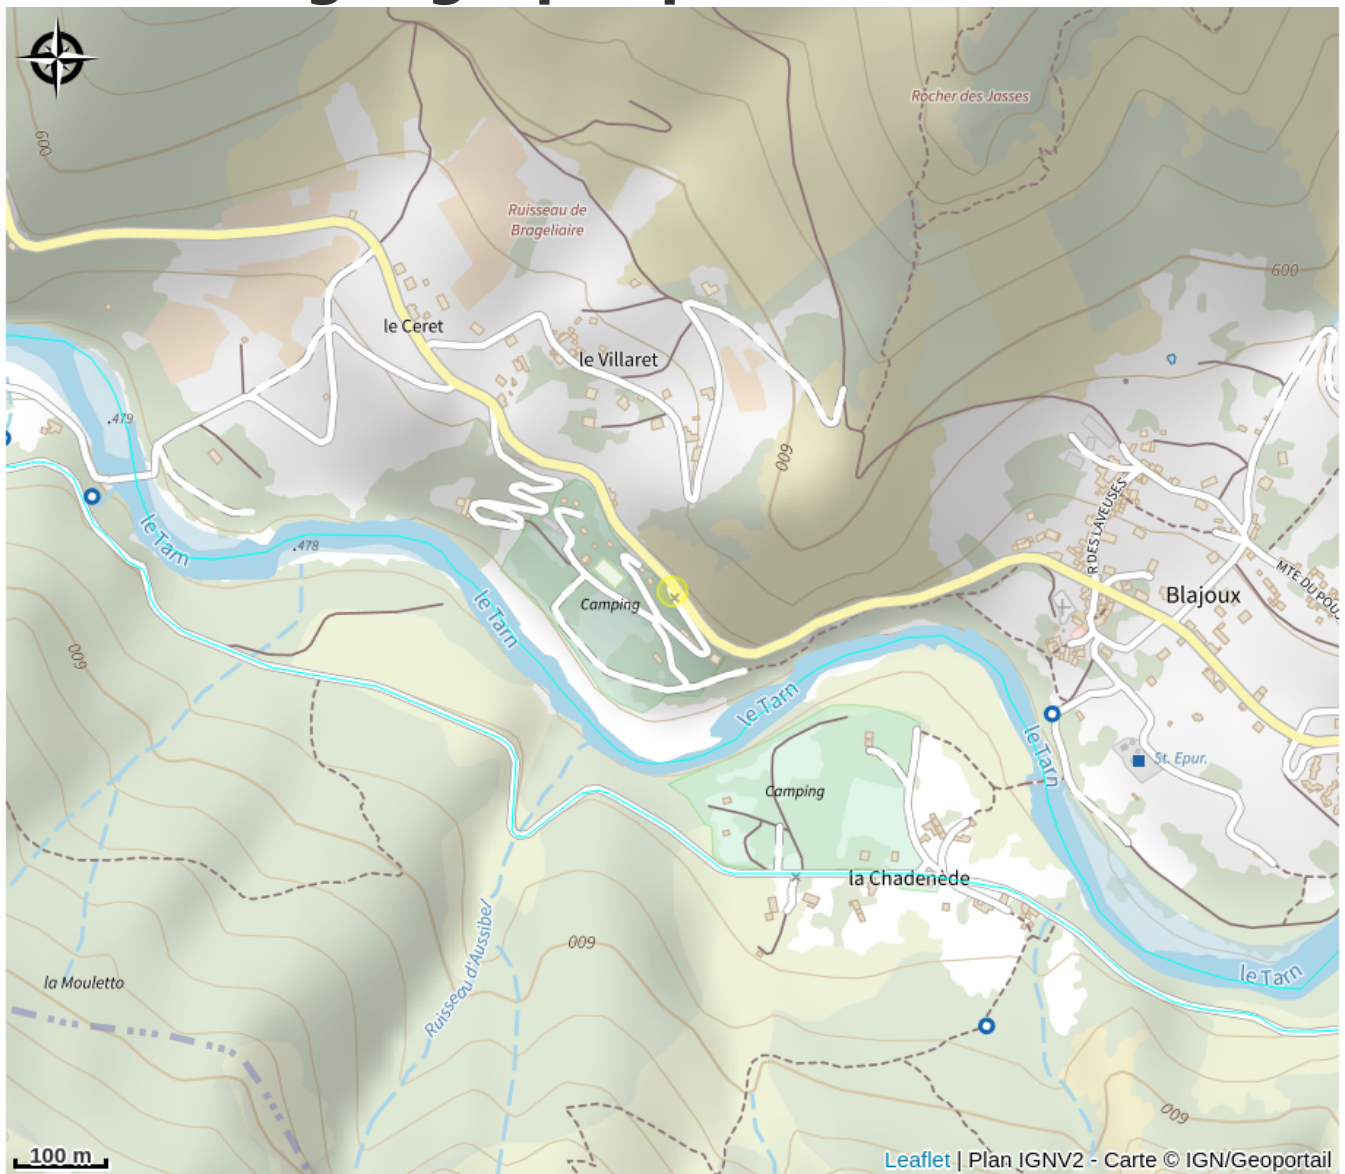 Rocher des Jasses
600
Ruisseau de
Brageliaire
600
le Ceret
le Villaret
.479
600
R DES LAVEUSES
le Tarn
.478
MTE DU POU
Blajoux
le Tarn
Camping
600
le Tarn
le Tarn
St. Epur.
Camping
la Chadenède
Ruisseau d'Aussibel
600
le Tarn
la Mouletto
600
100 m
Leaflet | Plan IGNV2 - Carte © IGN/Geoportail